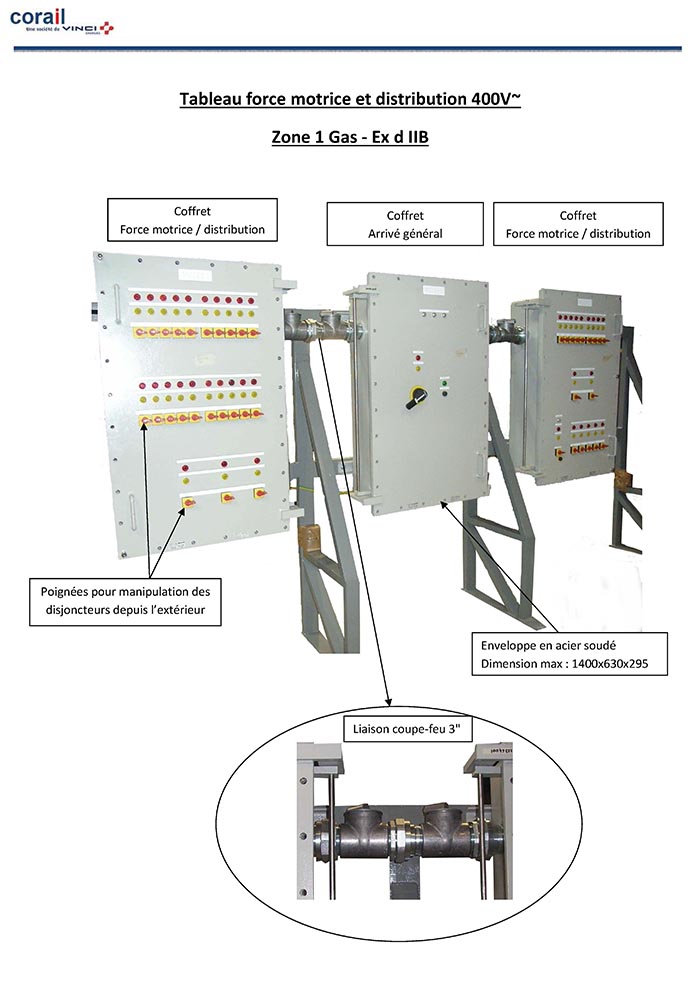 corail
Une société de VINCI ENERGIES
Tableau force motrice et distribution 400V~
Zone 1 Gas - Ex d IIB
Coffret
Force motrice / distribution
Coffret
Arrivé général
Coffret
Force motrice / distribution
Poignées pour manipulation des
disjoncteurs depuis l’extérieur
Enveloppe en acier soudé
Dimension max : 1400x630x295
Liaison coupe-feu 3"